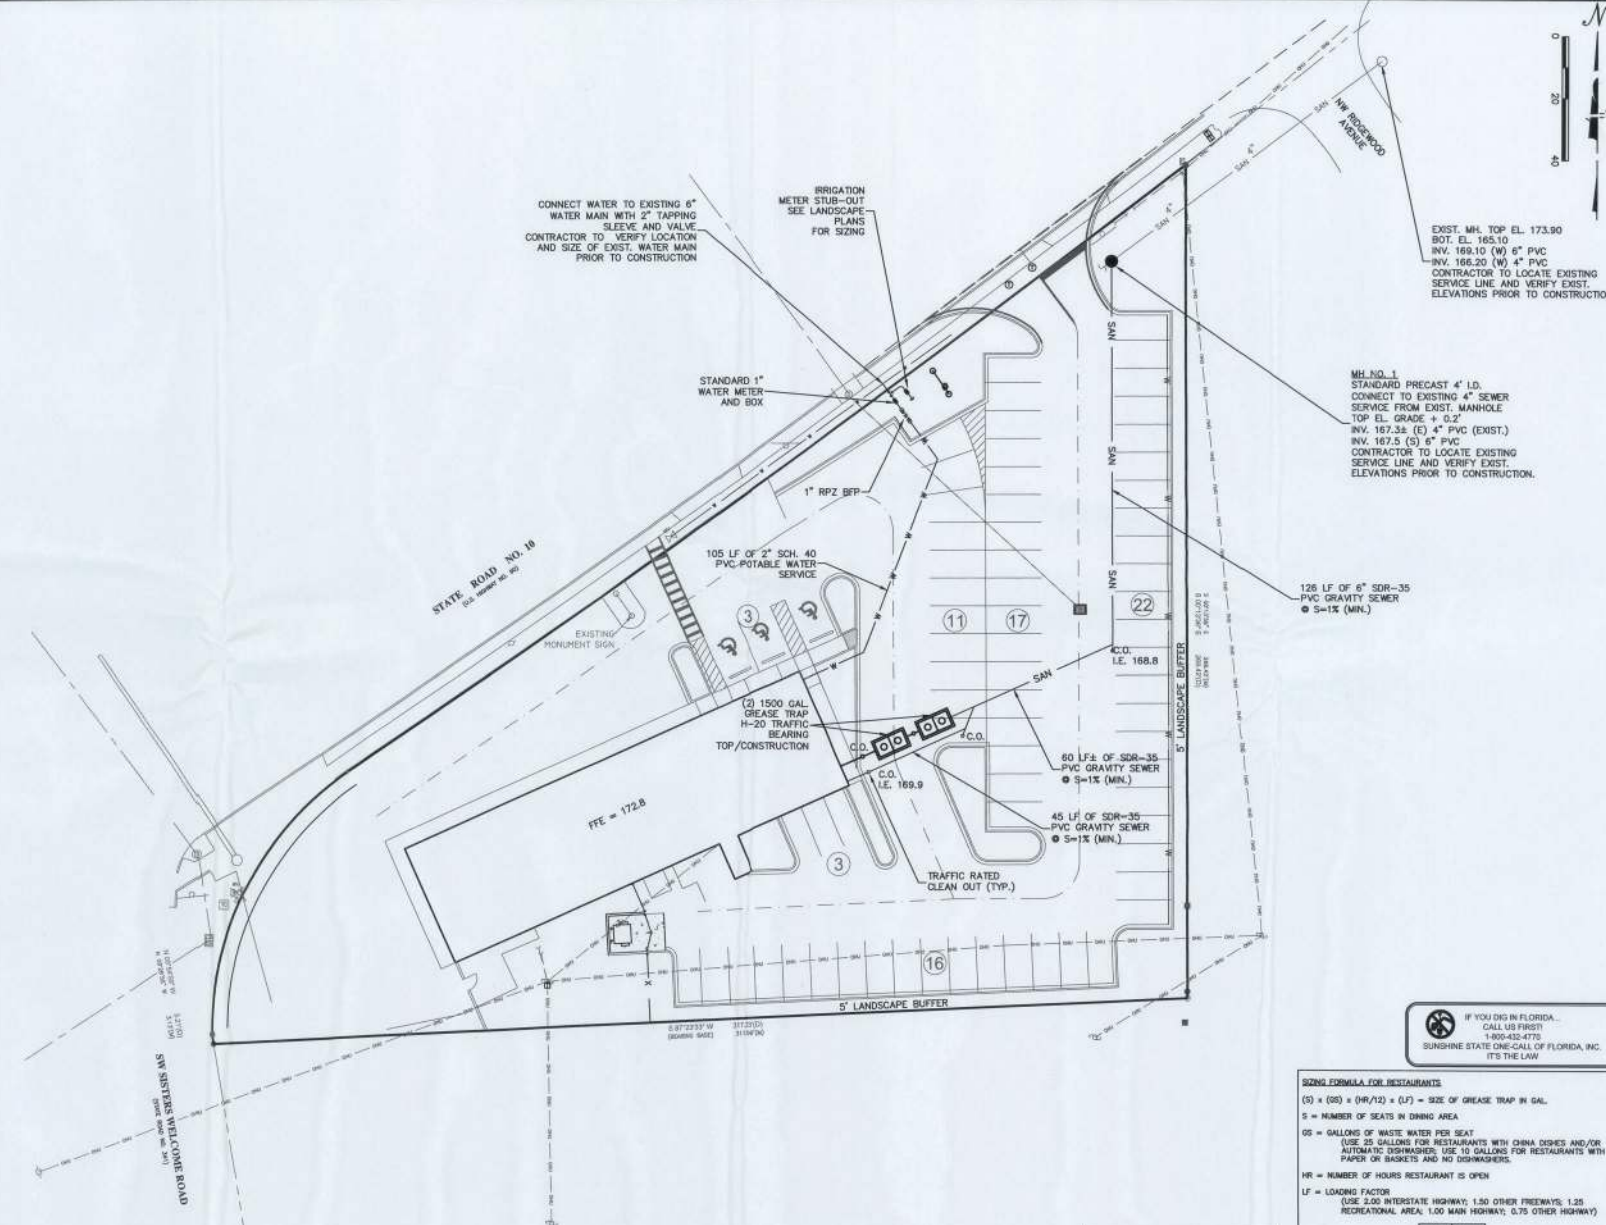 N
0
20
40
NW RIDGEWOOD
AVENUE
SAN
4"
SAN
4"
SAN
CONNECT WATER TO EXISTING 6"
WATER MAIN WITH 2" TAPPING
SLEEVE AND VALVE
CONTRACTOR TO VERIFY LOCATION
AND SIZE OF EXIST. WATER MAIN
PRIOR TO CONSTRUCTION
IRRIGATION
METER STUB-OUT
SEE LANDSCAPE
PLANS
FOR SIZING
EXIST. MH. TOP EL. 173.90
BOT. EL. 165.10
INV. 169.10 (W) 6" PVC
INV. 166.20 (W) 4" PVC
CONTRACTOR TO LOCATE EXISTING
SERVICE LINE AND VERIFY EXIST.
ELEVATIONS PRIOR TO CONSTRUCTIO
SAN
STANDARD 1"
WATER METER
AND BOX
MH NO. 1
STANDARD PRECAST 4' I.D.
CONNECT TO EXISTING 4" SEWER
SERVICE FROM EXIST. MANHOLE
TOP EL. GRADE + 0.2'
INV. 167.3± (E) 4" PVC (EXIST.)
INV. 167.5 (S) 6" PVC
CONTRACTOR TO LOCATE EXISTING
SERVICE LINE AND VERIFY EXIST.
ELEVATIONS PRIOR TO CONSTRUCTION.
SAN
1" RPZ BFP
STATE ROAD NO. 10
(U.S. HIGHWAY NO. 90)
105 LF OF 2" SCH. 40
PVC POTABLE WATER
SERVICE
SAN
126 LF OF 6" SDR-35
PVC GRAVITY SEWER
@ S=1% (MIN.)
3
11
17
22
EXISTING
MONUMENT SIGN
C.O.
I.E. 168.8
SAN
5' LANDSCAPE BUFFER
(2) 1500 GAL.
GREASE TRAP
H-20 TRAFFIC
BEARING
TOP/CONSTRUCTION
C.O.
C.O.
C.O.
I.E. 169.9
60 LF± OF SDR-35
PVC GRAVITY SEWER
@ S=1% (MIN.)
FFE = 172.8
45 LF OF SDR-35
PVC GRAVITY SEWER
@ S=1% (MIN.)
3
TRAFFIC RATED
CLEAN OUT (TYP.)
16
5' LANDSCAPE BUFFER
S 87°23'33" W
(BEARING BASE)
SW SISTERS WELCOME ROAD
IF YOU DIG IN FLORIDA...
CALL US FIRST!
1-800-432-4770
SUNSHINE STATE ONE-CALL OF FLORIDA, INC.
IT'S THE LAW
SIZING FORMULA FOR RESTAURANTS
(S) x (GS) x (HR/12) x (LF) = SIZE OF GREASE TRAP IN GAL.
S = NUMBER OF SEATS IN DINING AREA
GS = GALLONS OF WASTE WATER PER SEAT
(USE 25 GALLONS FOR RESTAURANTS WITH CHINA DISHES AND/OR
AUTOMATIC DISHWASHER; USE 10 GALLONS FOR RESTAURANTS WITH
PAPER OR BASKETS AND NO DISHWASHERS.
HR = NUMBER OF HOURS RESTAURANT IS OPEN
LF = LOADING FACTOR
(USE 2.00 INTERSTATE HIGHWAY; 1.50 OTHER FREEWAYS; 1.25
RECREATIONAL AREA; 1.00 MAIN HIGHWAY; 0.75 OTHER HIGHWAY)